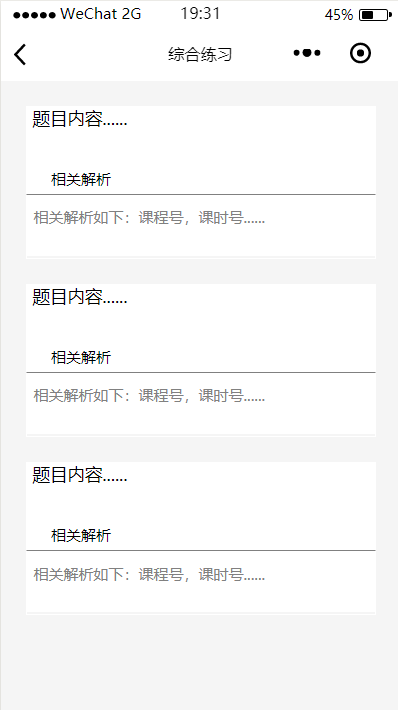 ●●●●● WeChat 2G 19:31 45%
综合练习
题目内容......
相关解析
相关解析如下：课程号，课时号......
题目内容......
相关解析
相关解析如下：课程号，课时号......
题目内容......
相关解析
相关解析如下：课程号，课时号......